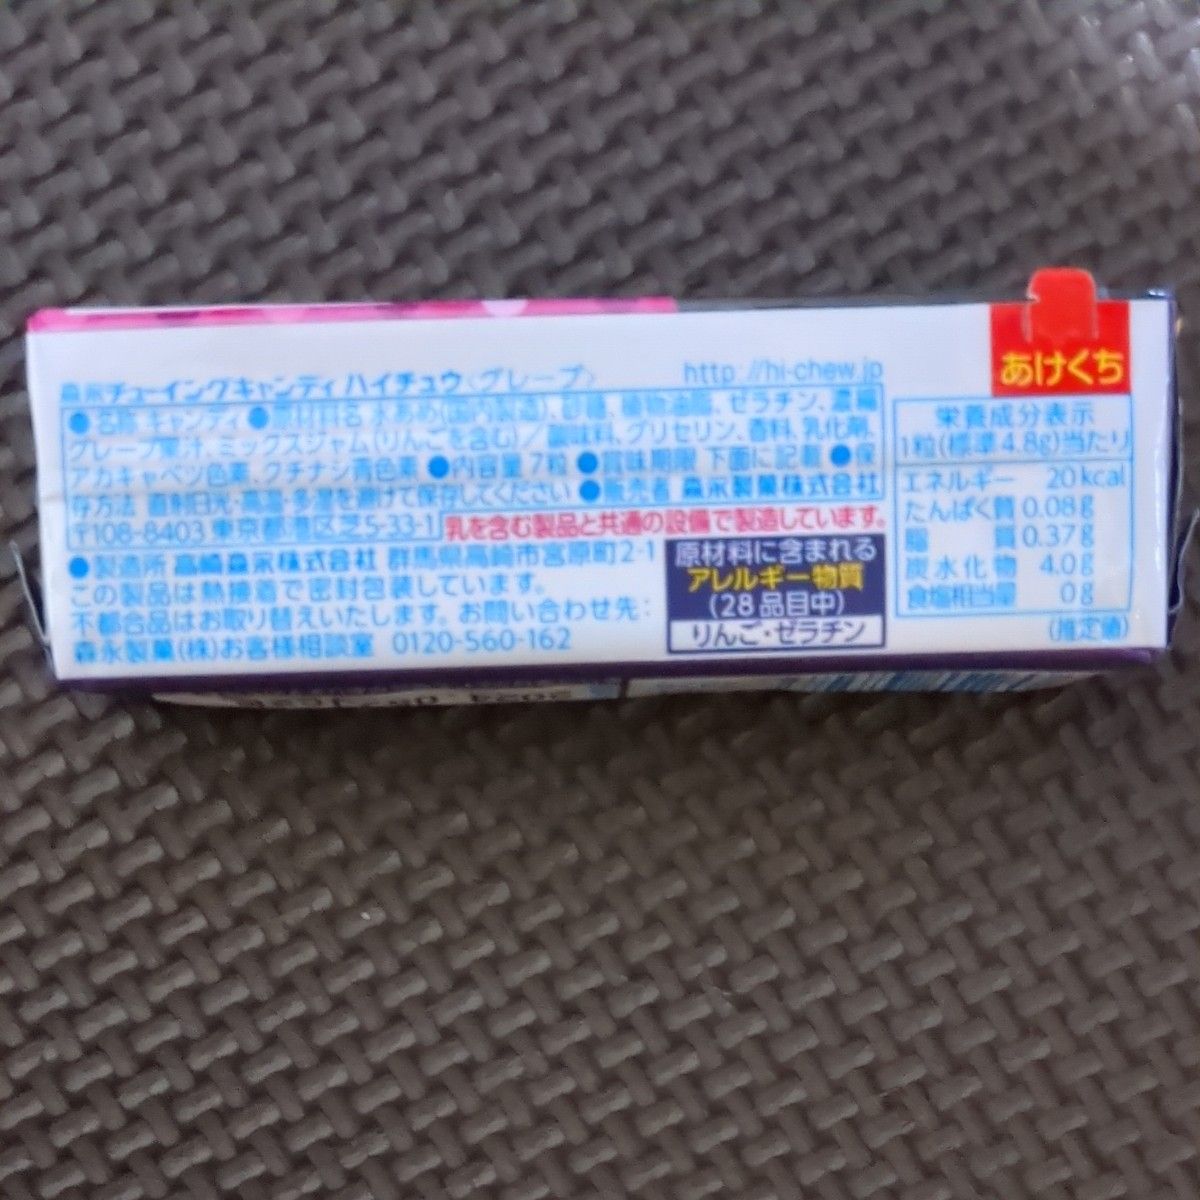 森永チューイングキャンディ ハイチュウ〈グレープ〉
http://hi-chew.jp
あけくち
●名称 キャンディ ●原材料名 水あめ(国内製造)、砂糖、植物油脂、ゼラチン、濃縮
グレープ果汁、ミックスジャム(りんごを含む)／酸味料、グリセリン、香料、乳化剤、
アカキャベツ色素、クチナシ青色素 ●内容量 7粒 ●賞味期限 下面に記載 ●保
存方法 直射日光・高温・多湿を避けて保存してください ●販売者 森永製菓株式会社
〒108-8403 東京都港区芝5-33-1
乳を含む製品と共通の設備で製造しています。
●製造所 高崎森永株式会社 群馬県高崎市宮原町2-1
この製品は熱接着で密封包装しています。
不都合品はお取り替えいたします。お問い合わせ先:
森永製菓(株)お客様相談室 0120-560-162
原材料に含まれる
アレルギー物質
(28品目中)
りんご・ゼラチン
栄養成分表示
1粒(標準4.8g)当たり
エネルギー 20kcal
たんぱく質 0.08g
脂質 0.37g
炭水化物 4.0g
食塩相当量 0g
(推定値)